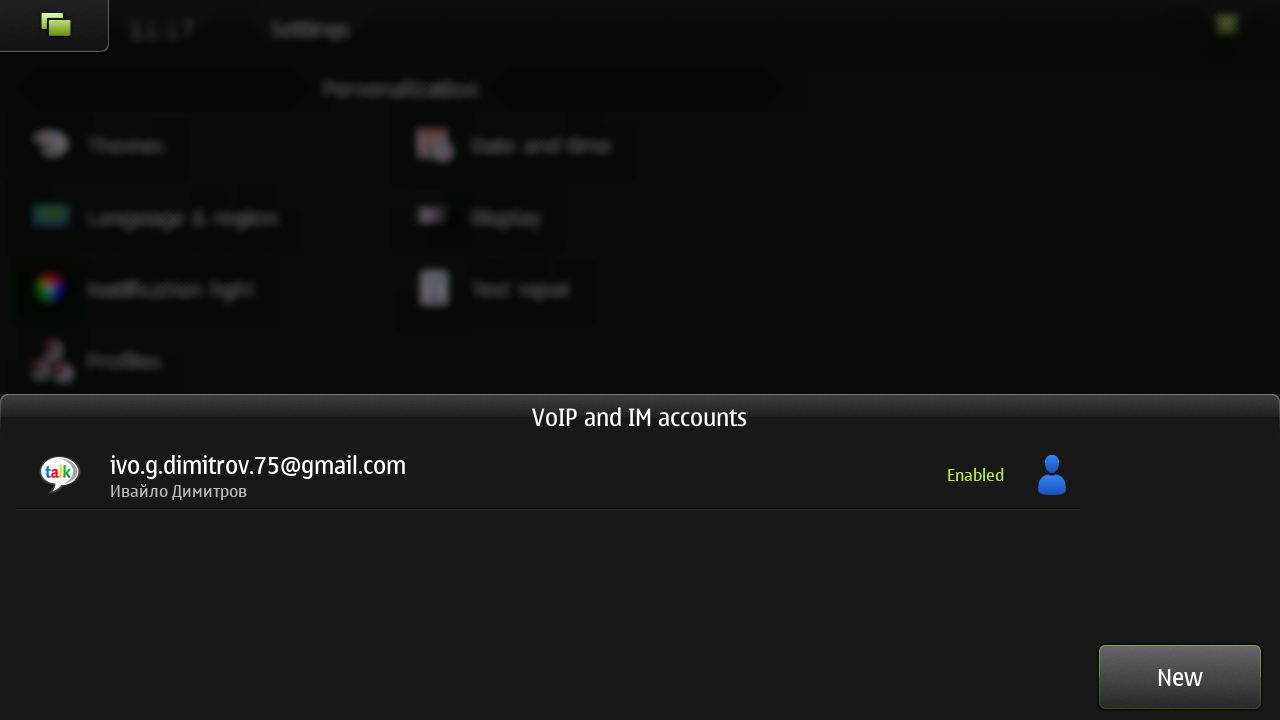 11:17
Settings
Personalization
Themes
Date and time
Language & region
Display
Notification light
Text input
Profiles
VoIP and IM accounts
talk
ivo.g.dimitrov.75@gmail.com
Enabled
Ивайло Димитров
New